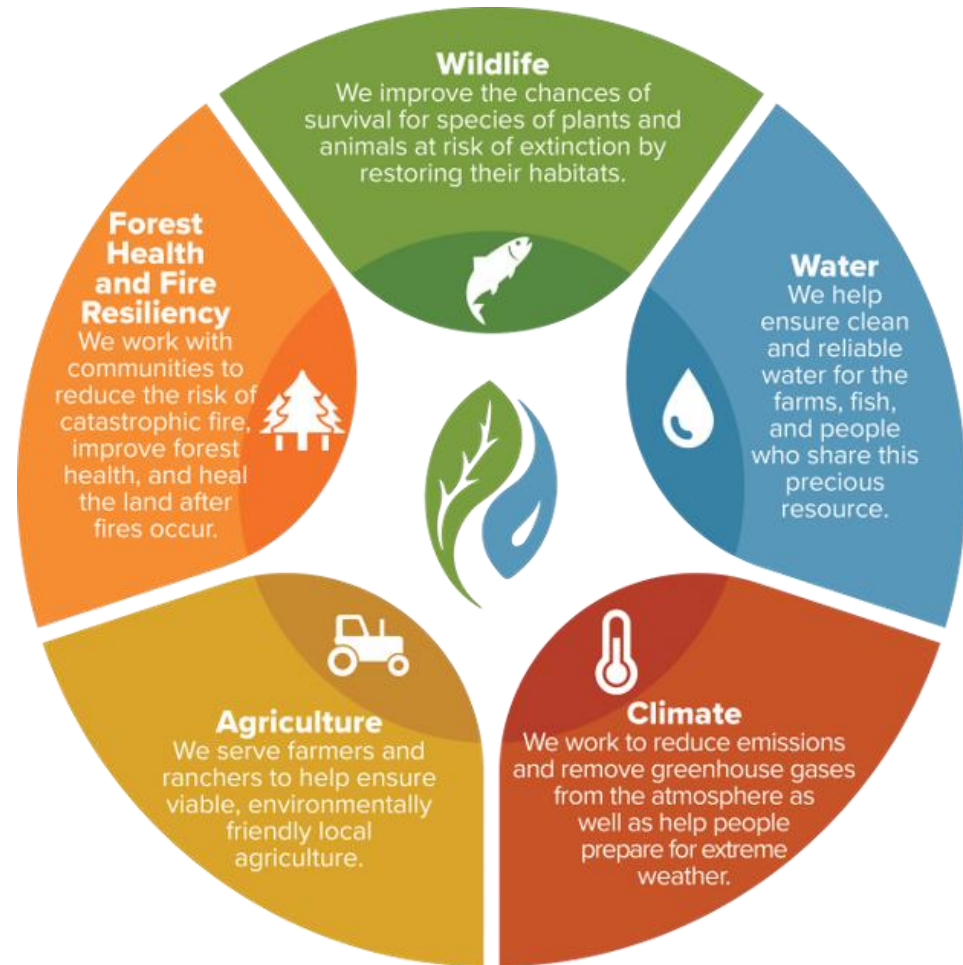 Wildlife
We improve the chances of
survival for species of plants and
animals at risk of extinction by
restoring their habitats.
Water
We help
ensure clean
and reliable
water for the
farms, fish,
and people
who share this
precious
resource.
Climate
We work to reduce emissions
and remove greenhouse gases
from the atmosphere as
well as help people
prepare for extreme
weather.
Agriculture
We serve farmers and
ranchers to help ensure
viable, environmentally
friendly local
agriculture.
Forest
Health
and Fire
Resiliency
We work with
communities to
reduce the risk of
catastrophic fire,
improve forest
health, and heal
the land after
fires occur.